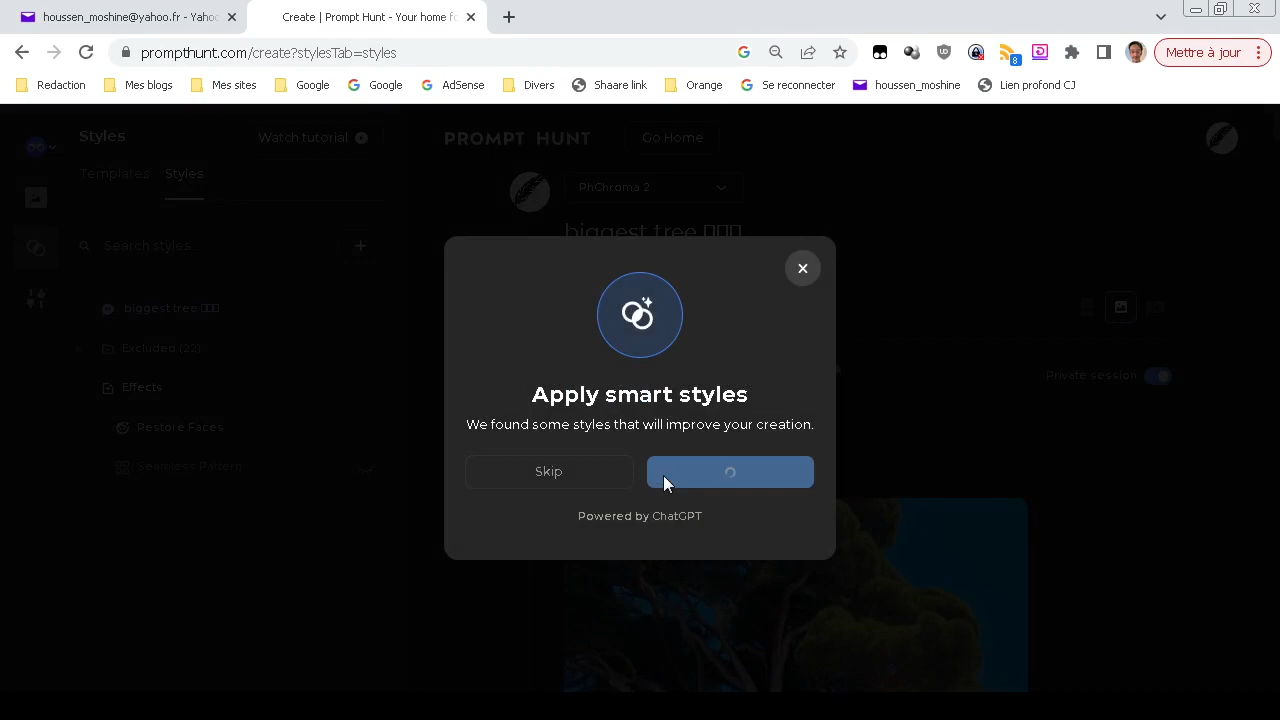 houssen_moshine@yahoo.fr - Yaho
Create | Prompt Hunt - Your home fo
prompthunt.com/create?stylesTab=styles
8
Mettre à jour
Redaction
Mes blogs
Mes sites
Google
Google
AdSense
Divers
Shaare link
Orange
Se reconnecter
houssen_moshine
Lien profond CJ
Styles
Watch tutorial
PROMPT HUNT
Go Home
Templates
Styles
PhChroma 2
Search styles
biggest tree
biggest tree
Excluded (22)
Effects
Private session
Restore Faces
Seamless Pattern
Apply smart styles
We found some styles that will improve your creation.
Skip
Powered by ChatGPT